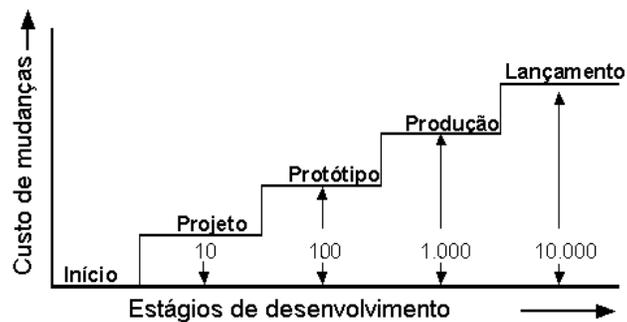 Custo de mudanças
Lançamento
Produção
Protótipo
Projeto
10
100
1.000
10.000
Início
Estágios de desenvolvimento